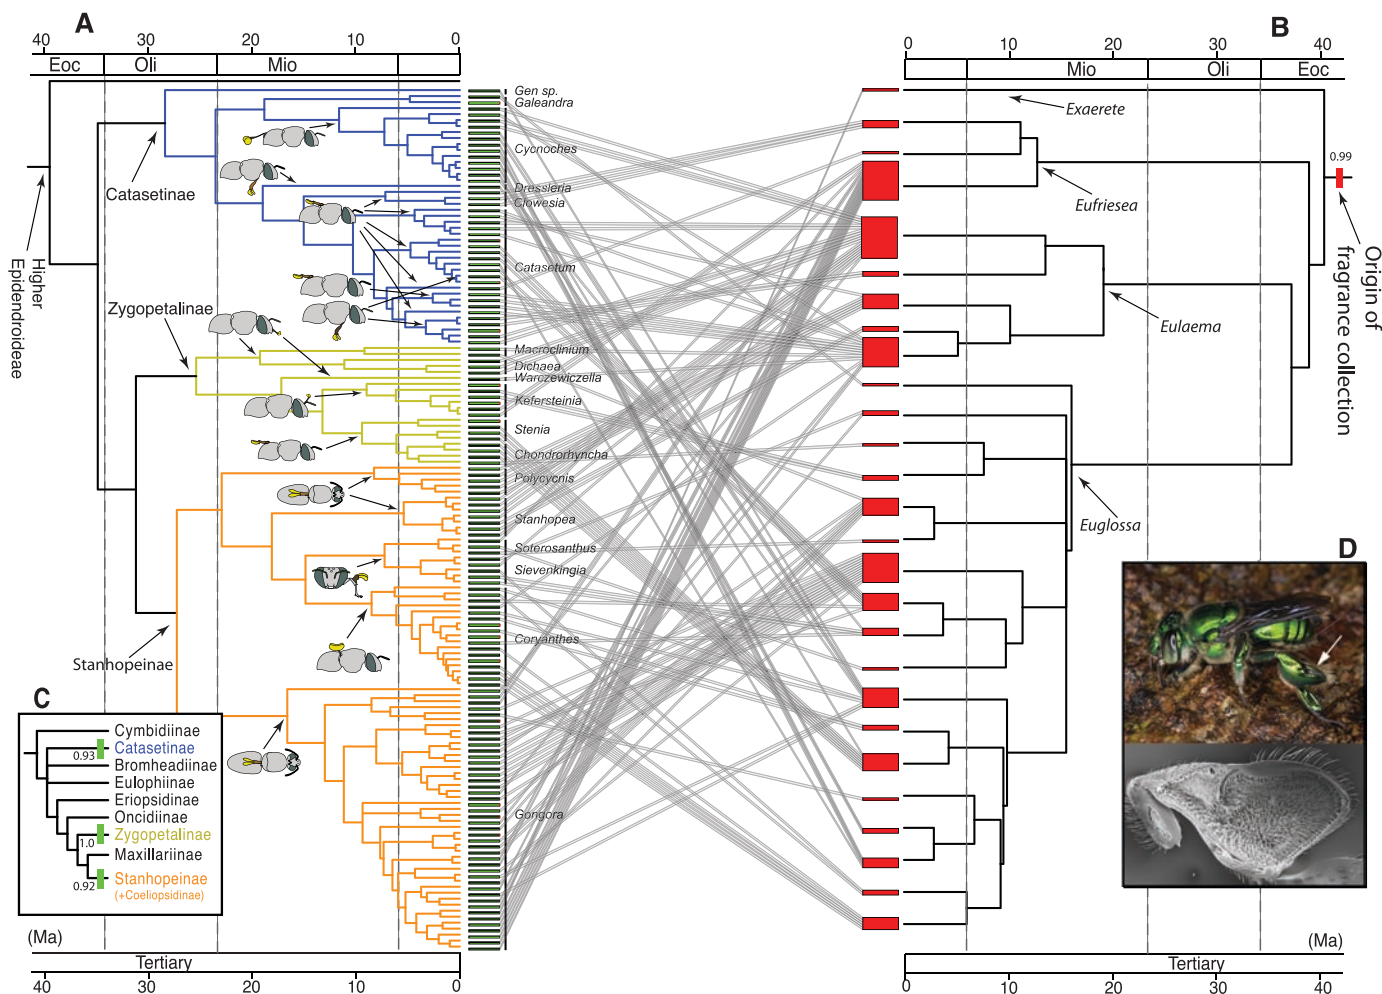 A
B
40 30 20 10 0
0 10 20 30 40
Eoc Oli Mio
Mio Oli Eoc
Gen sp.
Galeandra
Cycnoches
Dressleria
Clowesia
Catasetum
Macroclinium
Dichaea
Warczewiczella
Kefersteinia
Stenia
Chondrorhyncha
Polycycnis
Stanhopea
Soterosanthus
Sievenkingia
Coryanthes
Gongora
Catasetinae
Higher
Epidendroideae
Zygopetalinae
Stanhopeinae
Exaerete
0.99
Eufriesea
Origin of
fragrance collection
Eulaema
Euglossa
D
C
Cymbidiinae
Catasetinae
0.93
Bromheadiinae
Eulophiinae
Eriopsidinae
Oncidiinae
Zygopetalinae
1.0
Maxillariinae
Stanhopeinae
0.92
(+Coeliopsidinae)
(Ma)
(Ma)
Tertiary
Tertiary
40 30 20 10 0
0 10 20 30 40